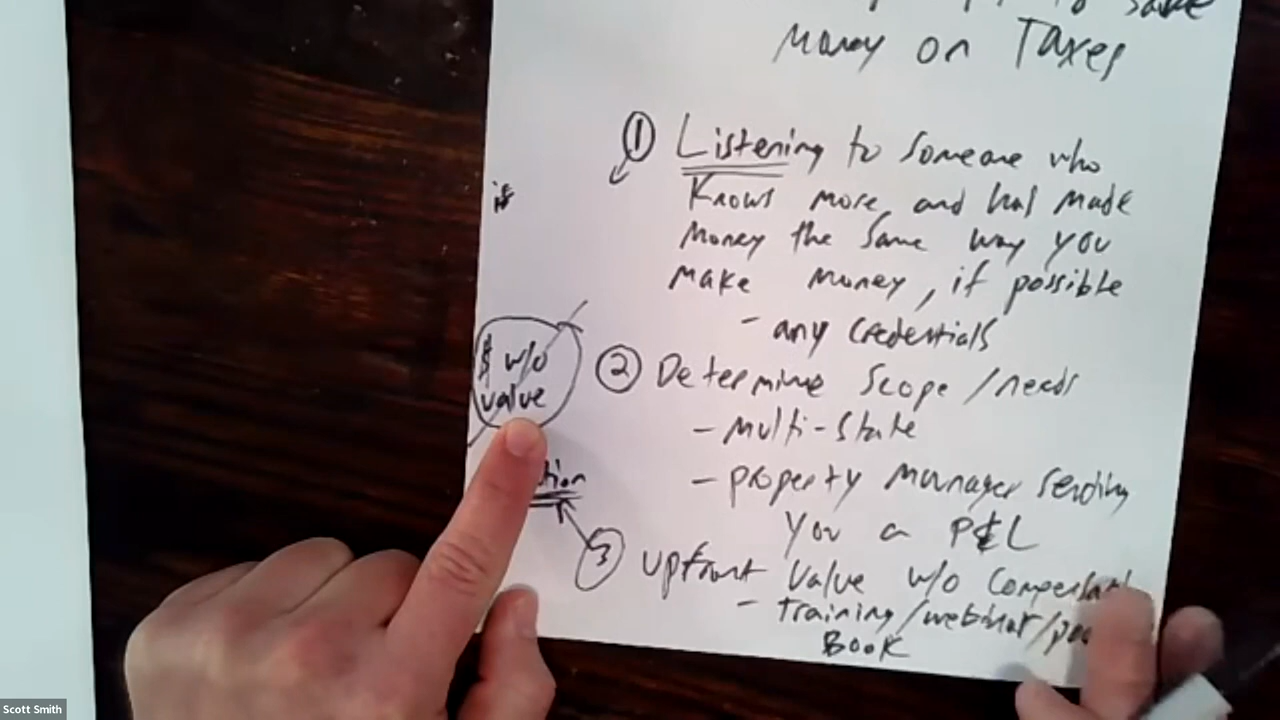 save
Money on Taxes
① Listening to someone who
Knows more and has made
if
money the same way you
make money, if possible
- any credentials
$ w/o
value
② Determine Scope/needs
- Multi-State
- property manager sending
you a P&L
③ upfront value w/o
- training/webinar/
BOOK
Scott Smith